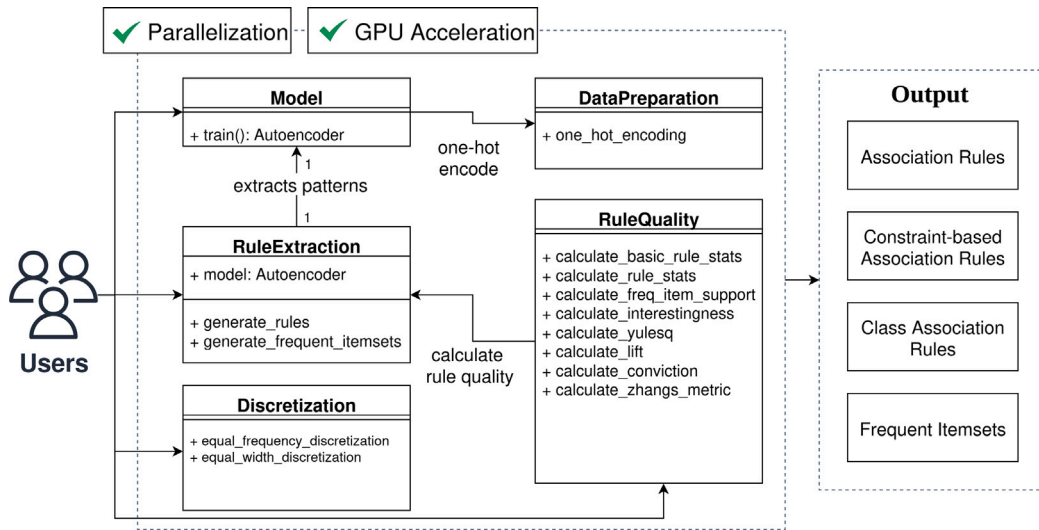 Parallelization
GPU Acceleration
Model
+ train(): Autoencoder
DataPreparation
+ one_hot_encoding
one-hot
encode
1
extracts patterns
1
RuleExtraction
+ model: Autoencoder
+ generate_rules
+ generate_frequent_itemsets
RuleQuality
+ calculate_basic_rule_stats
+ calculate_rule_stats
+ calculate_freq_item_support
+ calculate_interestingness
+ calculate_yulesq
+ calculate_lift
+ calculate_conviction
+ calculate_zhangs_metric
calculate
rule quality
Users
Discretization
+ equal_frequency_discretization
+ equal_width_discretization
Output
Association Rules
Constraint-based
Association Rules
Class Association
Rules
Frequent Itemsets